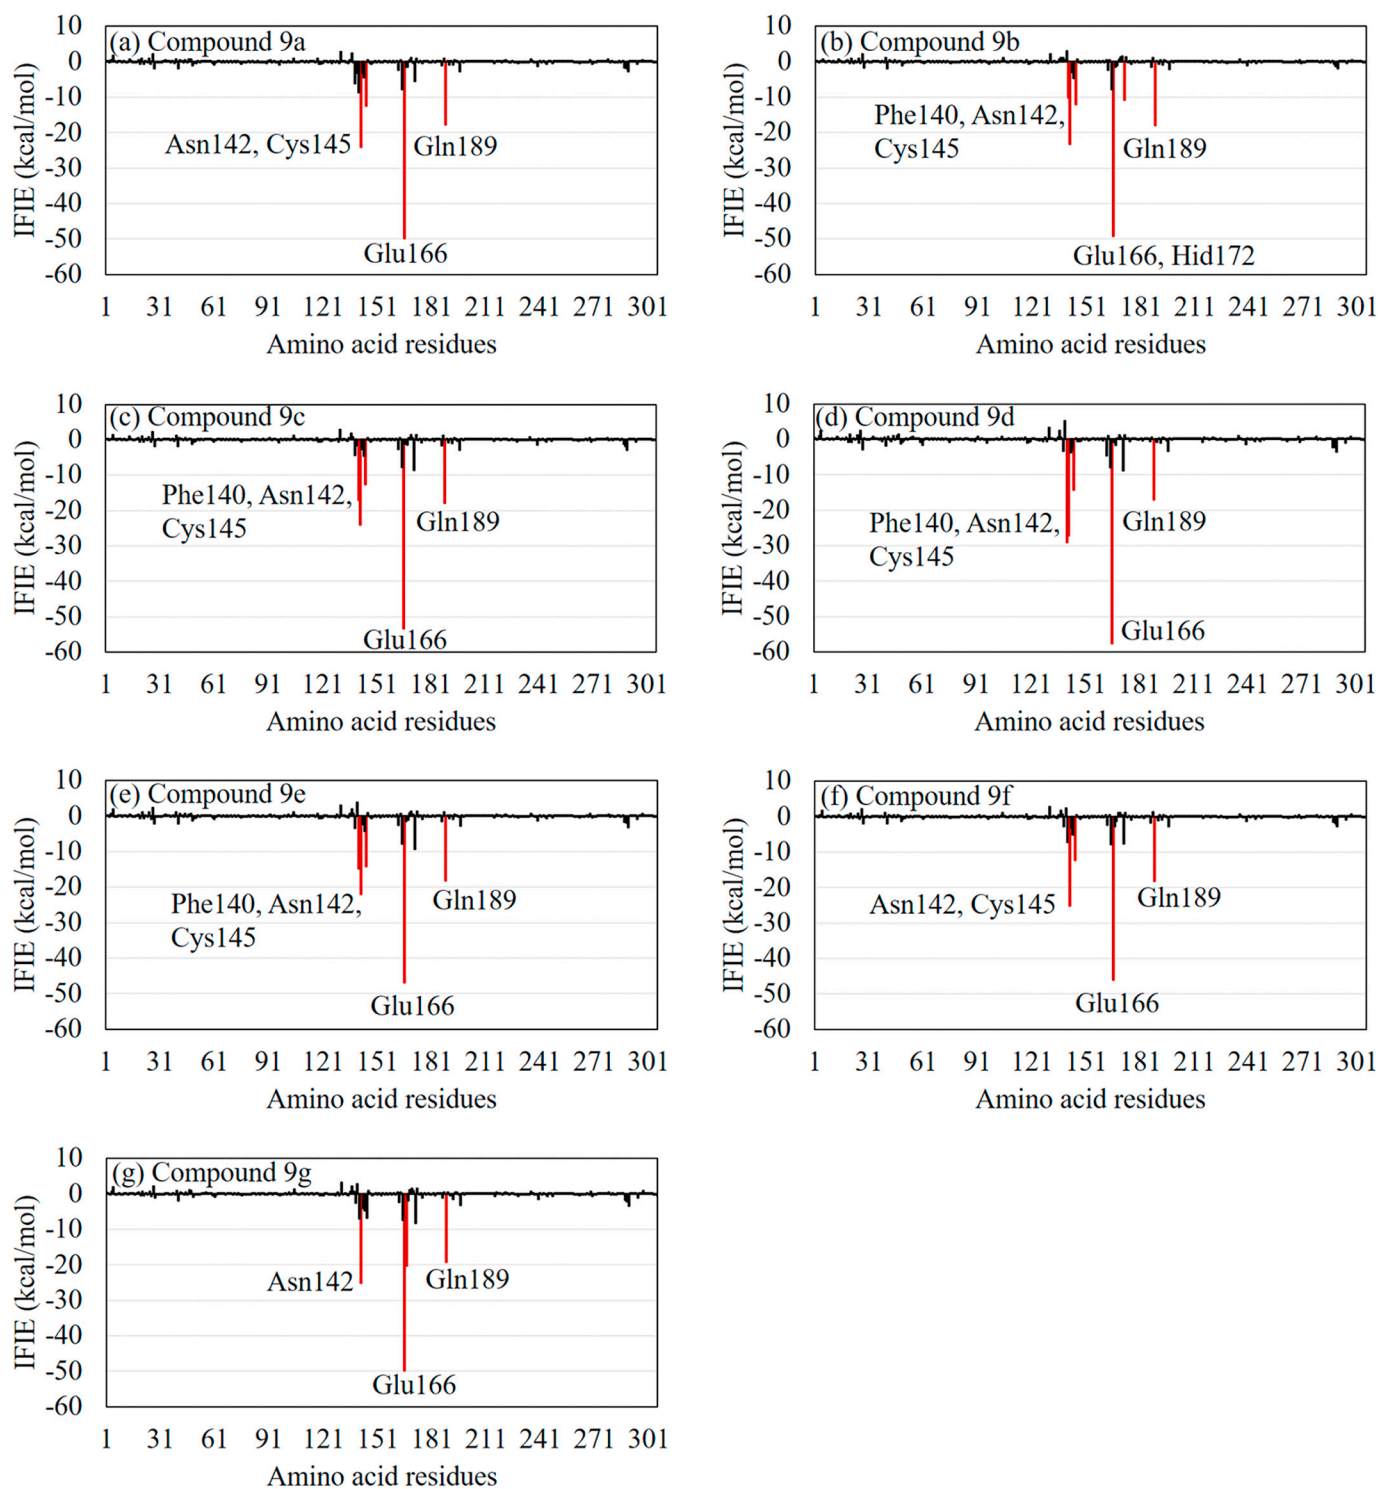 (a) Compound 9a
IFIE (kcal/mol)
10
0
-10
-20
-30
-40
-50
-60
Asn142, Cys145
Gln189
Glu166
1 31 61 91 121 151 181 211 241 271 301
Amino acid residues
(b) Compound 9b
IFIE (kcal/mol)
10
0
-10
-20
-30
-40
-50
-60
Phe140, Asn142,
Cys145
Gln189
Glu166, Hid172
1 31 61 91 121 151 181 211 241 271 301
Amino acid residues
(c) Compound 9c
IFIE (kcal/mol)
10
0
-10
-20
-30
-40
-50
-60
Phe140, Asn142,
Cys145
Gln189
Glu166
1 31 61 91 121 151 181 211 241 271 301
Amino acid residues
(d) Compound 9d
IFIE (kcal/mol)
10
0
-10
-20
-30
-40
-50
-60
Phe140, Asn142,
Cys145
Gln189
Glu166
1 31 61 91 121 151 181 211 241 271 301
Amino acid residues
(e) Compound 9e
IFIE (kcal/mol)
10
0
-10
-20
-30
-40
-50
-60
Phe140, Asn142,
Cys145
Gln189
Glu166
1 31 61 91 121 151 181 211 241 271 301
Amino acid residues
(f) Compound 9f
IFIE (kcal/mol)
10
0
-10
-20
-30
-40
-50
-60
Asn142, Cys145
Gln189
Glu166
1 31 61 91 121 151 181 211 241 271 301
Amino acid residues
(g) Compound 9g
IFIE (kcal/mol)
10
0
-10
-20
-30
-40
-50
-60
Asn142
Gln189
Glu166
1 31 61 91 121 151 181 211 241 271 301
Amino acid residues